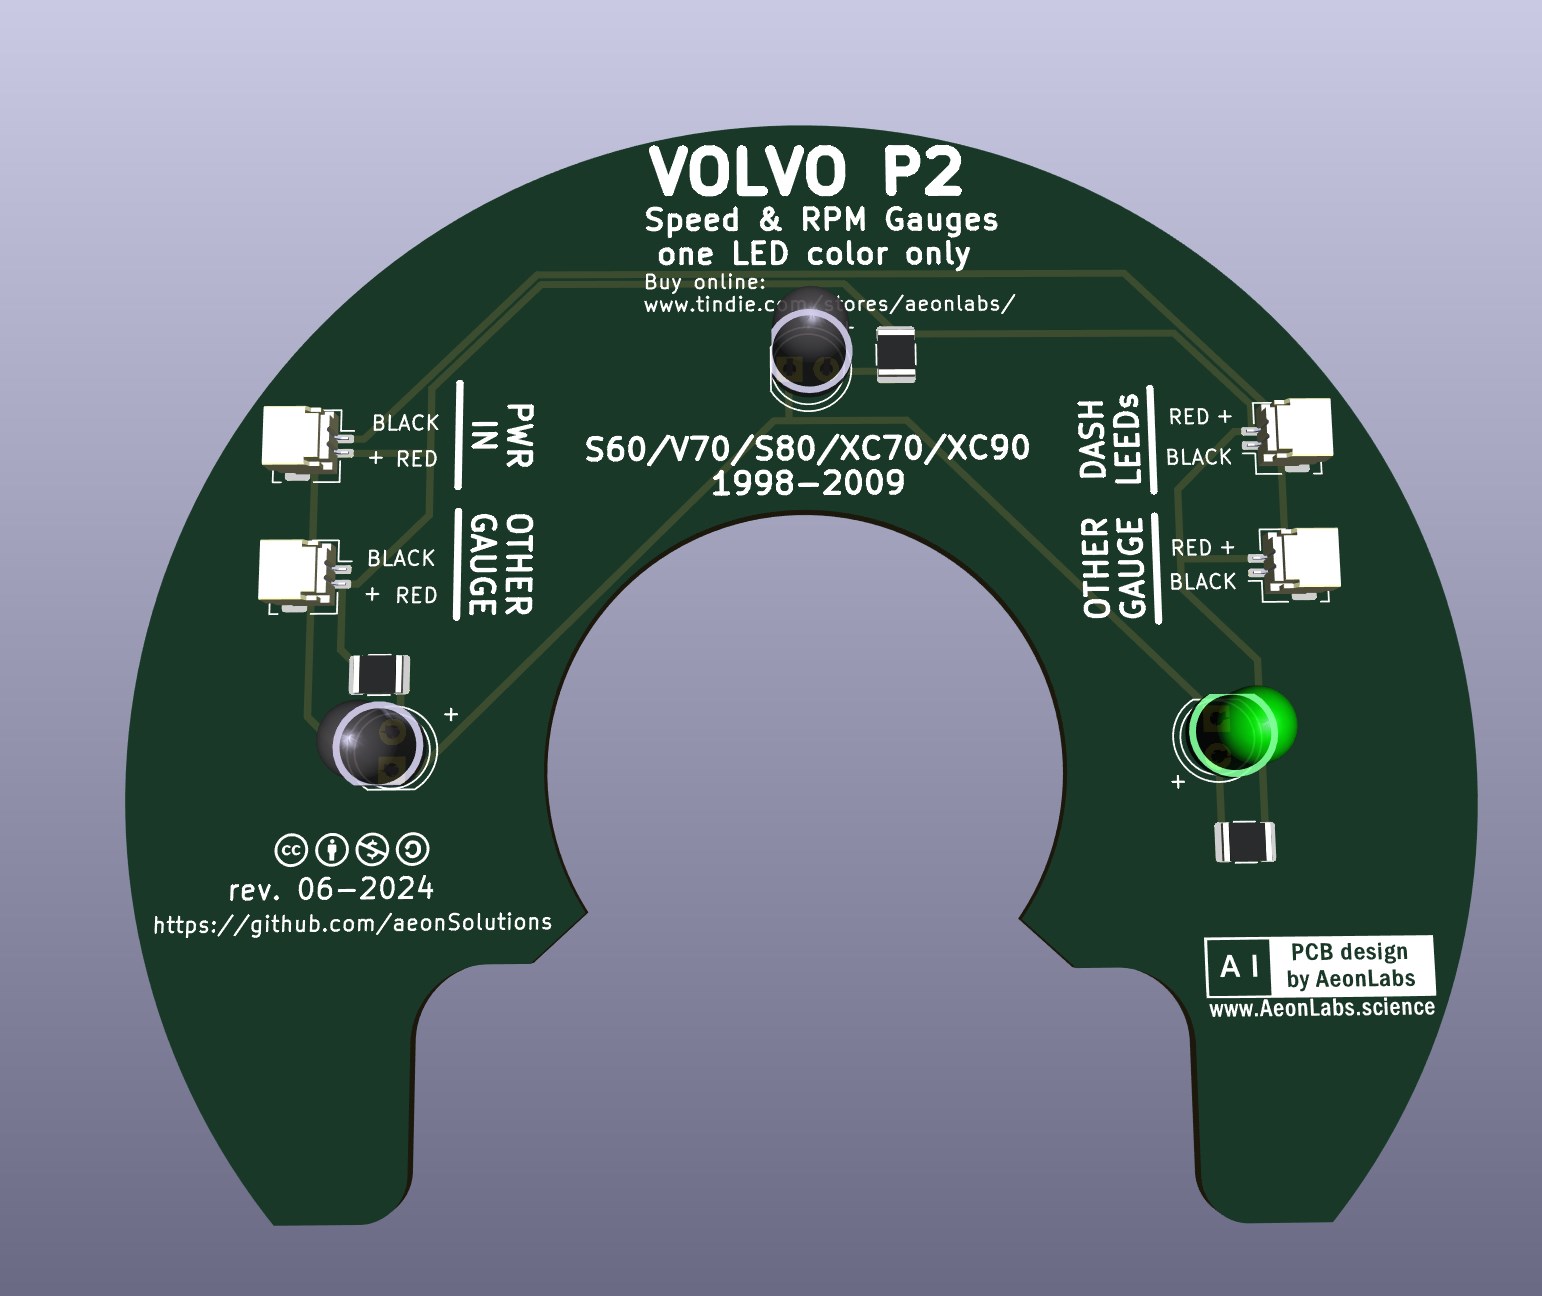 VOLVO P2
Speed & RPM Gauges
one LED color only
Buy online:
www.tindie.com/stores/aeonlabs/
-
S60/V70/S80/XC70/XC90
1998-2009
BLACK
+ RED
PWR
IN
BLACK
+ RED
OTHER
GAUGE
DASH
LEEDs
RED +
BLACK
OTHER
GAUGE
RED +
BLACK
+
+
cc
rev. 06-2024
https://github.com/aeonSolutions
AI
PCB design
by AeonLabs
www.AeonLabs.science